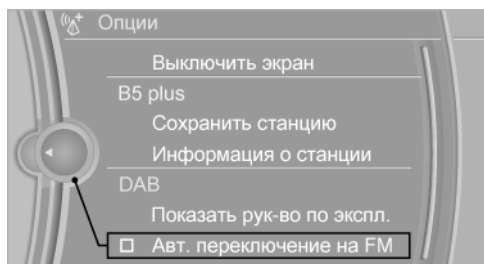 Опции
Выключить экран
B5 plus
Сохранить станцию
Информация о станции
DAB
Показать рук-во по экспл.
Авт. переключение на FM